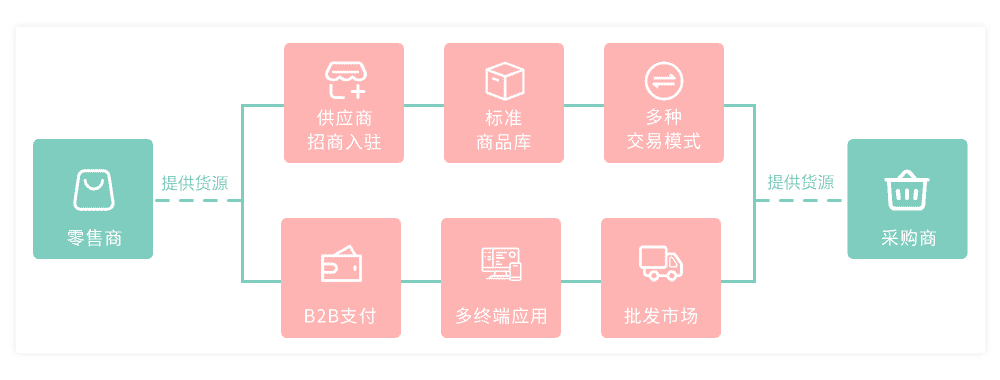 供应商
招商入驻
标准
商品库
多种
交易模式
提供货源
提供货源
零售商
采购商
B2B支付
多终端应用
批发市场